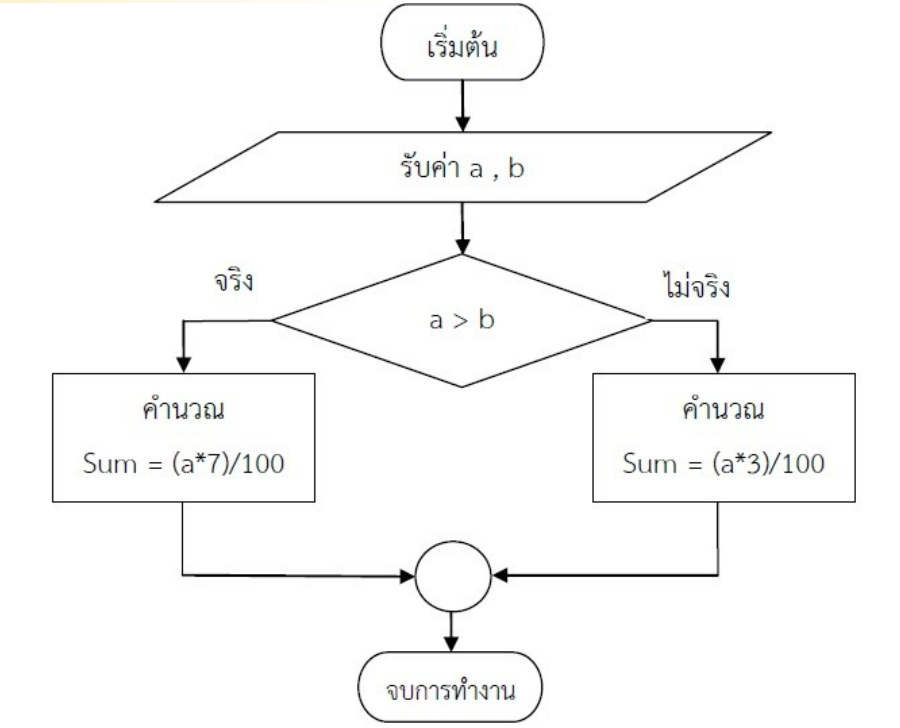 เริ่มต้น
รับค่า a , b
จริง
ไม่จริง
a > b
คำนวณ
Sum = (a*7)/100
คำนวณ
Sum = (a*3)/100
จบการทำงาน